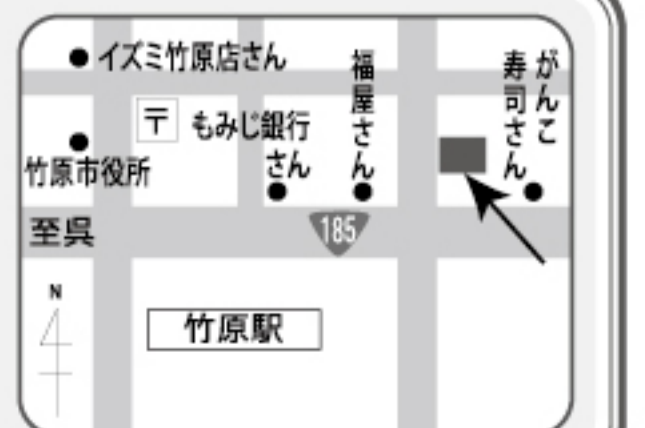 イズミ竹原店さん
福屋さん
がんこ
寿司さん
〒
もみじ銀行
さん
竹原市役所
至呉
185
N
竹原駅